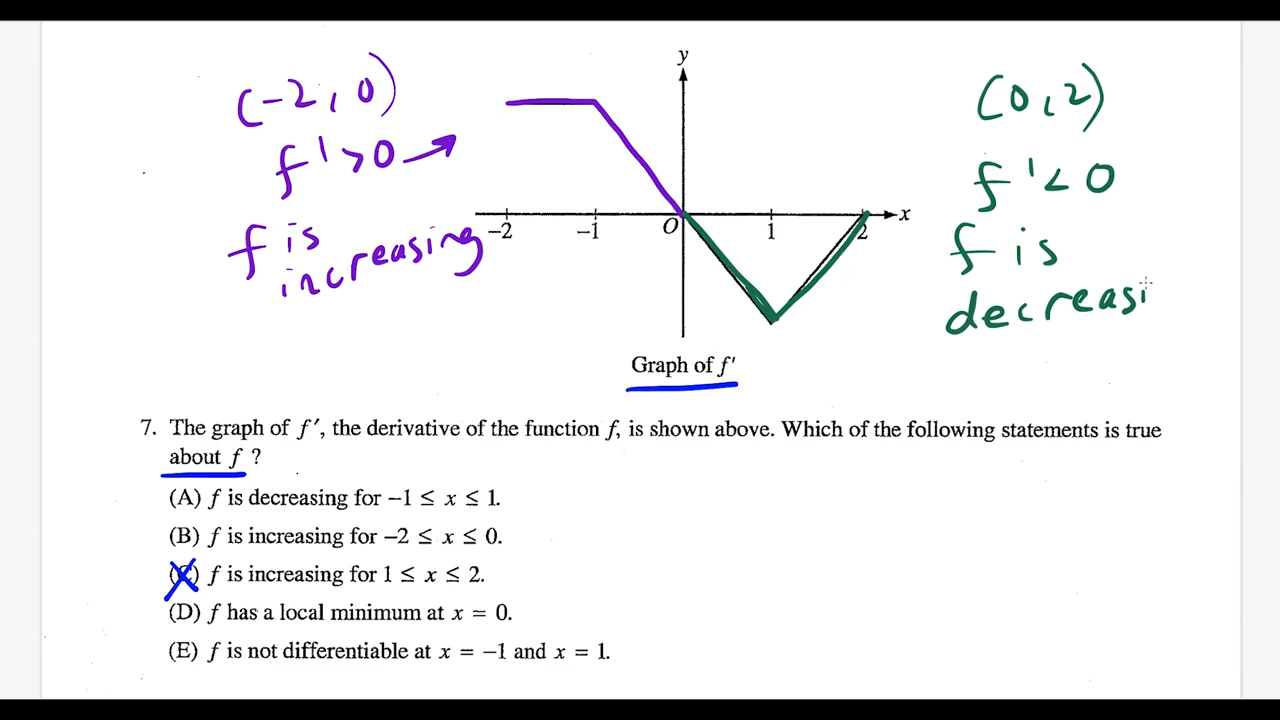 y
(-2, 0)
f' > 0 →
f is
increasing
(0, 2)
f' < 0
f is
decreasi
−2 −1 O 1 2 x
Graph of f′
7. The graph of f′, the derivative of the function f, is shown above. Which of the following statements is true
about f ?
(A) f is decreasing for −1 ≤ x ≤ 1.
(B) f is increasing for −2 ≤ x ≤ 0.
(C) f is increasing for 1 ≤ x ≤ 2.
(D) f has a local minimum at x = 0.
(E) f is not differentiable at x = −1 and x = 1.